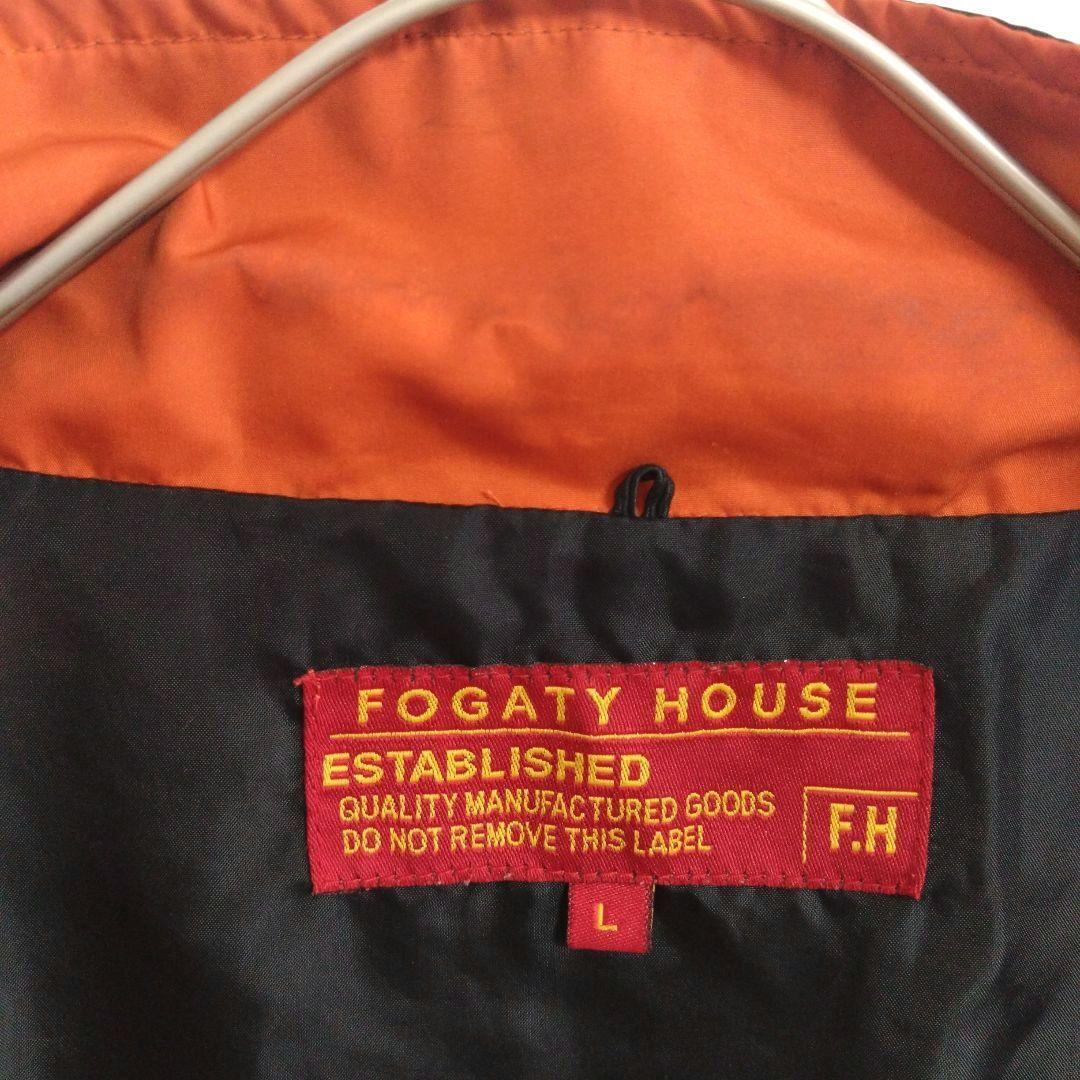 FOGATY HOUSE
ESTABLISHED
QUALITY MANUFACTURED GOODS
DO NOT REMOVE THIS LABEL
F.H
L